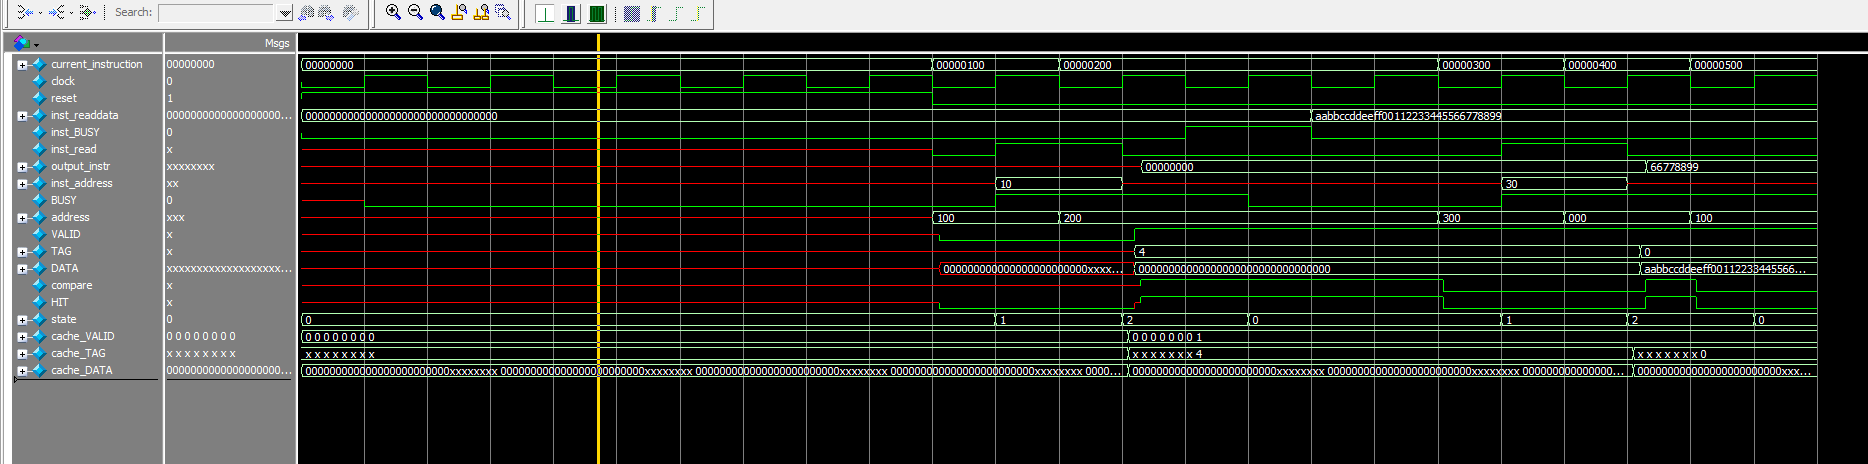 Search:
Msgs
current_instruction 00000000 00000000 00000100 00000200 00000300 00000400 00000500
clock 0
reset 1
inst_readdata 0000000000000000000... 00000000000000000000000000000000 aabbccddeeff00112233445566778899
inst_BUSY 0
inst_read x
output_instr xxxxxxxx 00000000 66778899
inst_address xx 10 30
BUSY 0
address xxx 100 200 300 000 100
VALID x
TAG x 4 0
DATA xxxxxxxxxxxxxxxxxxx... 000000000000000000000000xxxx... 00000000000000000000000000000000 aabbccddeeff00112233445566...
compare x
HIT x
state 0 0 1 2 0 1 2 0
cache_VALID 0 0 0 0 0 0 0 0 0 0 0 0 0 0 0 0 0 0 0 0 0 0 0 1
cache_TAG x x x x x x x x x x x x x x x x x x x x x x x 4 x x x x x x x 0
cache_DATA 0000000000000000000... 000000000000000000000000xxxxxxxx 000000000000000000000000xxxxxxxx 000000000000000000000000xxxxxxxx 000000000000000000000000xxxxxxxx 0000... 000000000000000000000000xxxxxxxx 000000000000000000000000xxxxxxxx 00000000000000... 000000000000000000000000xxx...